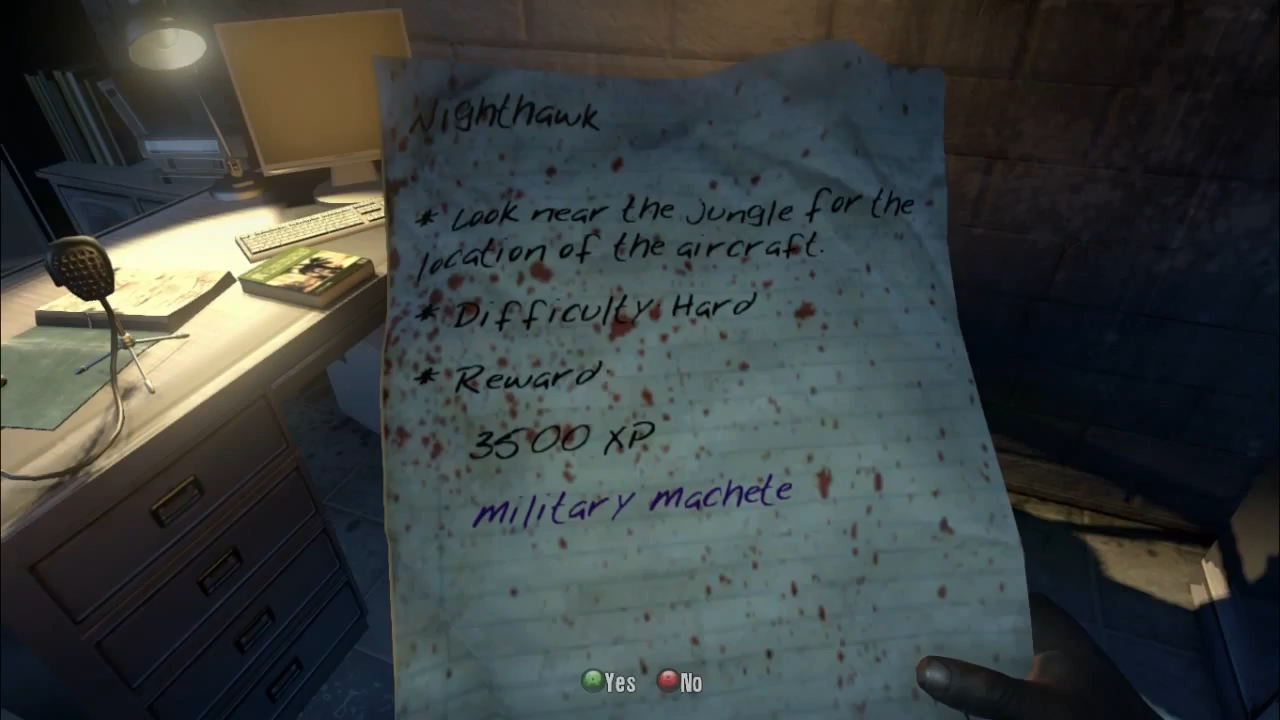 Nighthawk
* Look near the jungle for the
location of the aircraft.
* Difficulty Hard
* Reward
3500 XP
military machete
Yes No